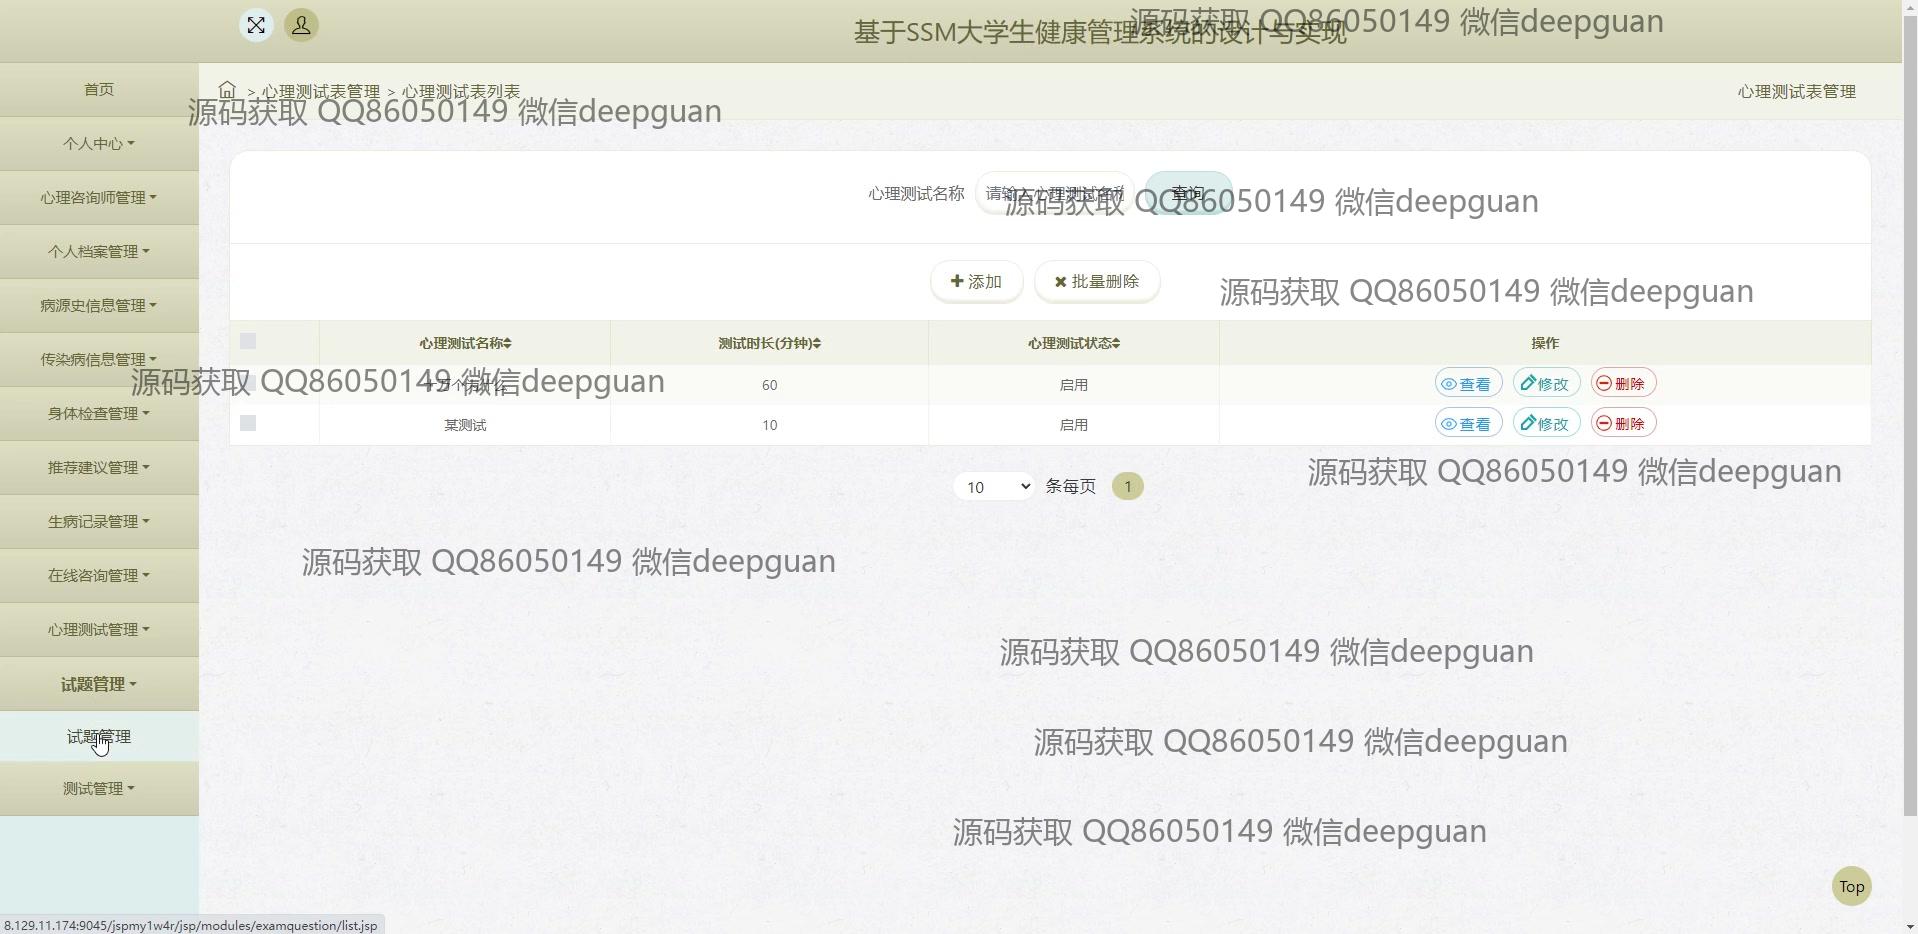 基于SSM大学生健康管理系统的设计与实现
源码获取 QQ86050149 微信deepguan
首页
> 心理测试表管理 > 心理测试表列表
心理测试表管理
源码获取 QQ86050149 微信deepguan
个人中心
心理咨询师管理
心理测试名称
请输入心理测试名称
查询
源码获取 QQ86050149 微信deepguan
个人档案管理
添加
批量删除
源码获取 QQ86050149 微信deepguan
病源史信息管理
心理测试名称
测试时长(分钟)
心理测试状态
操作
传染病信息管理
源码获取 QQ86050149 微信deepguan
十万个为什么
60
启用
查看
修改
删除
身体检查管理
某测试
10
启用
查看
修改
删除
推荐建议管理
源码获取 QQ86050149 微信deepguan
10
条每页
1
生病记录管理
源码获取 QQ86050149 微信deepguan
在线咨询管理
心理测试管理
源码获取 QQ86050149 微信deepguan
试题管理
试题管理
源码获取 QQ86050149 微信deepguan
测试管理
源码获取 QQ86050149 微信deepguan
Top
8.129.11.174:9045/jspmy1w4r/jsp/modules/examquestion/list.jsp